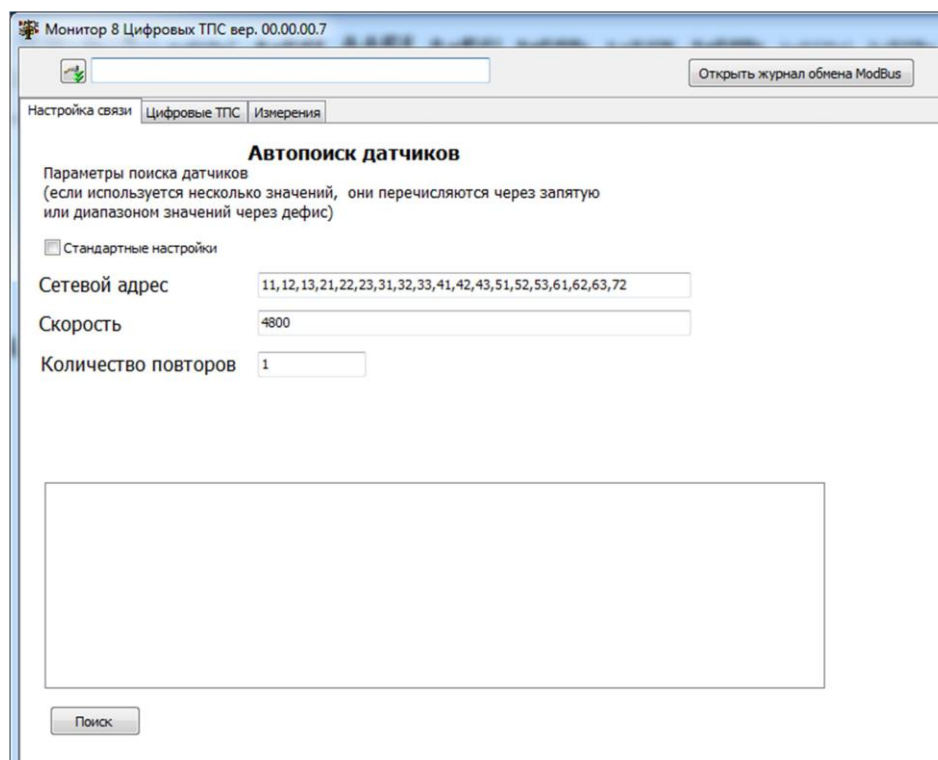 Монитор 8 Цифровых ТПС вер. 00.00.00.7
Открыть журнал обмена ModBus
Настройка связи Цифровые ТПС Измерения
Автопоиск датчиков
Параметры поиска датчиков
(если используется несколько значений, они перечисляются через запятую
или диапазоном значений через дефис)
Стандартные настройки
Сетевой адрес 11,12,13,21,22,23,31,32,33,41,42,43,51,52,53,61,62,63,72
Скорость 4800
Количество повторов 1
Поиск